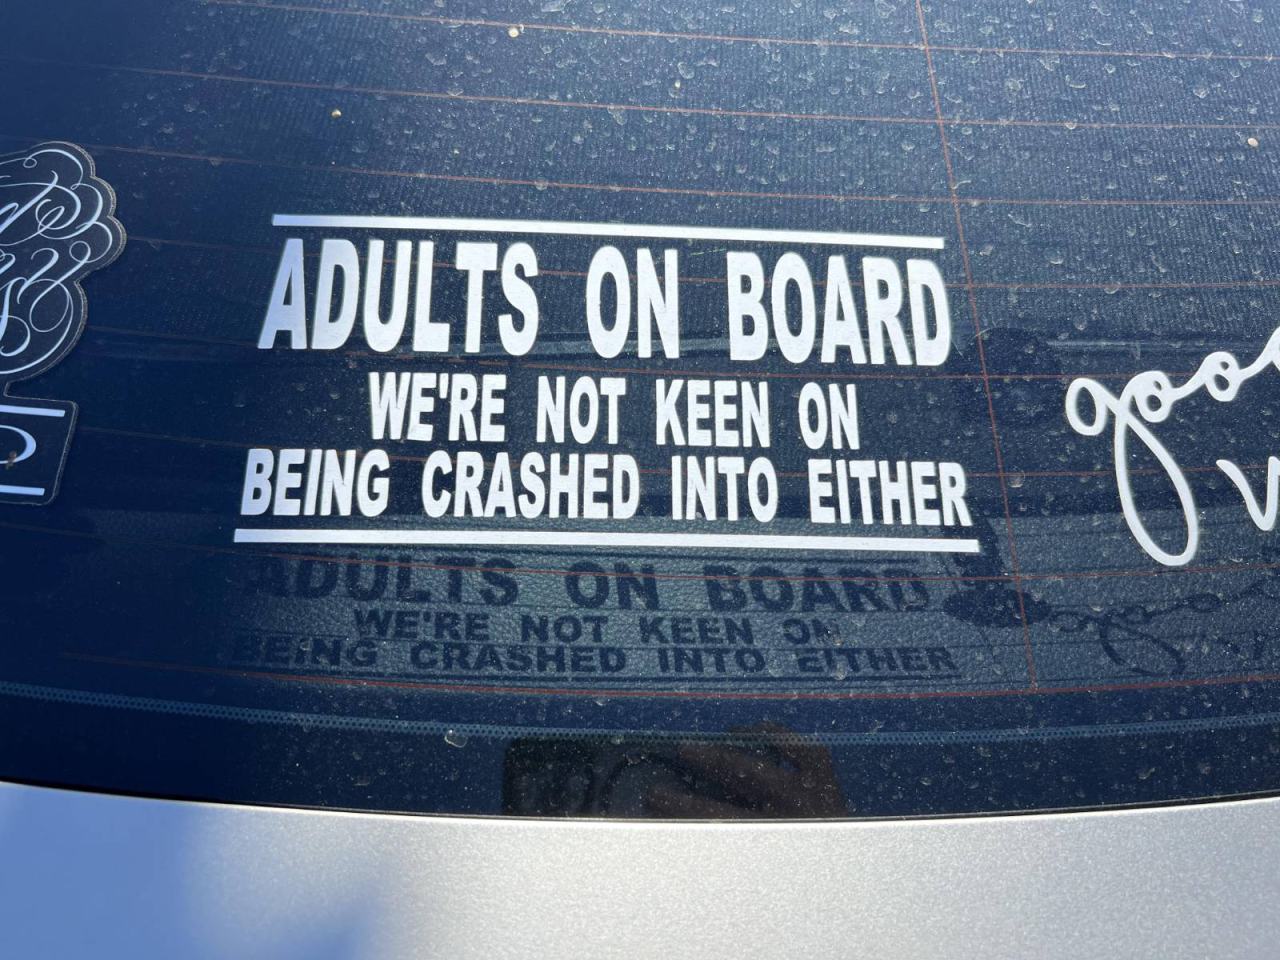 ADULTS ON BOARD
WE'RE NOT KEEN ON
BEING CRASHED INTO EITHER